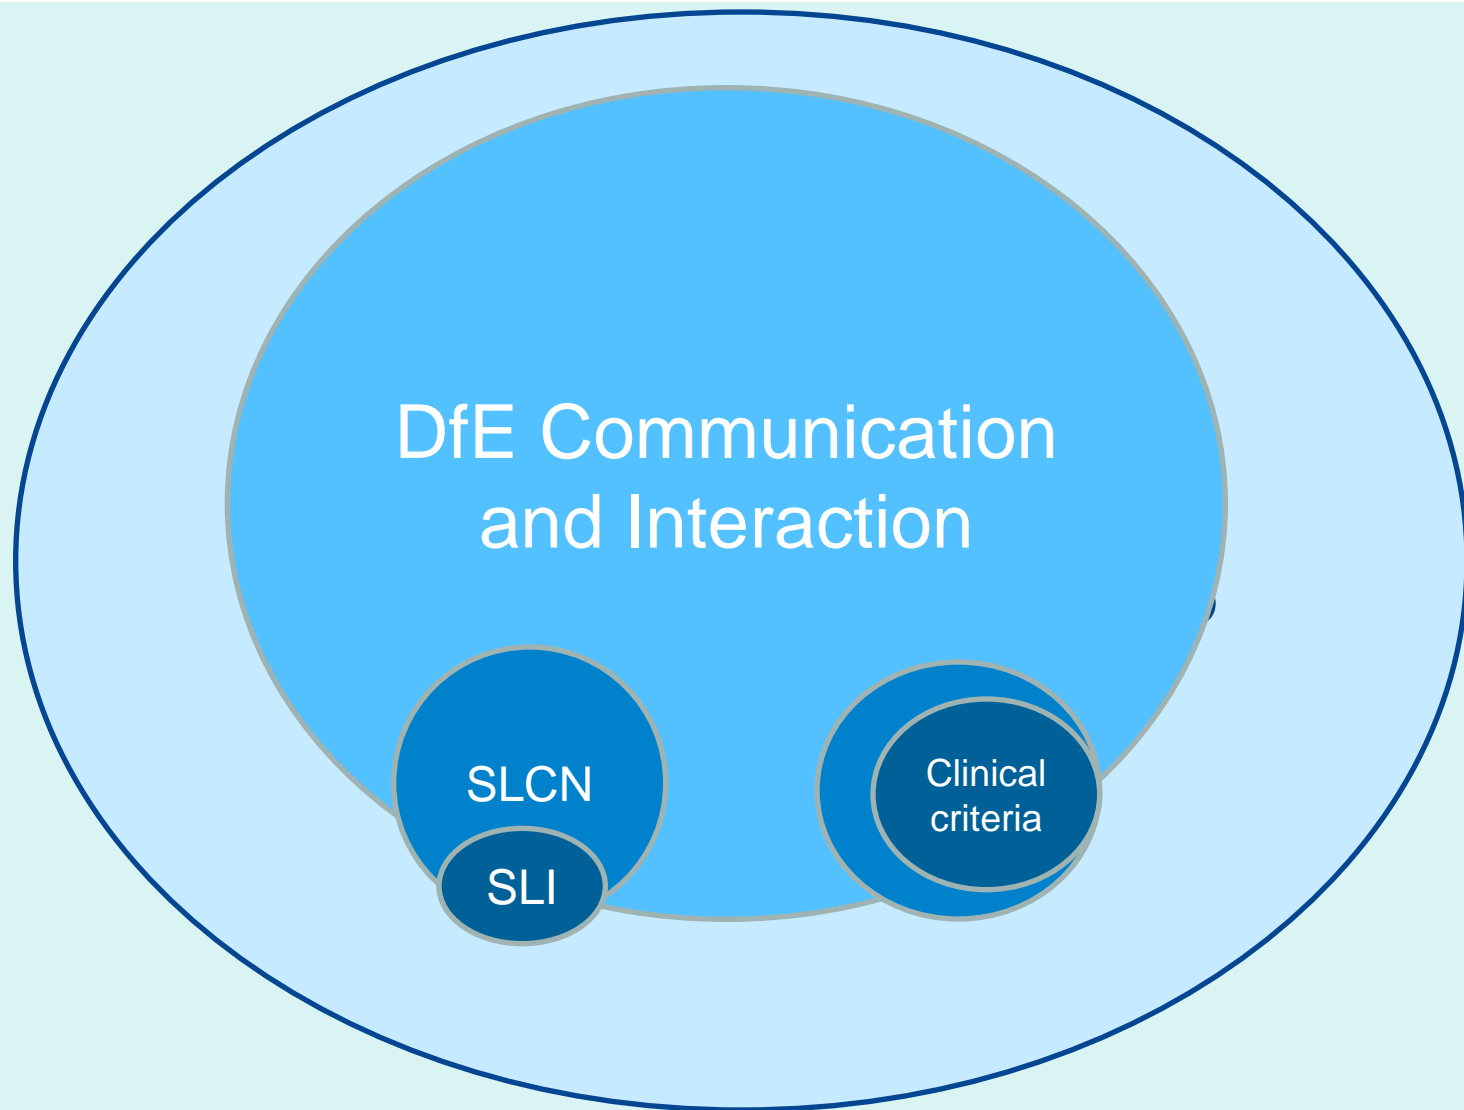 DfE Communication
and Interaction
SLCN
SLI
Clinical
criteria